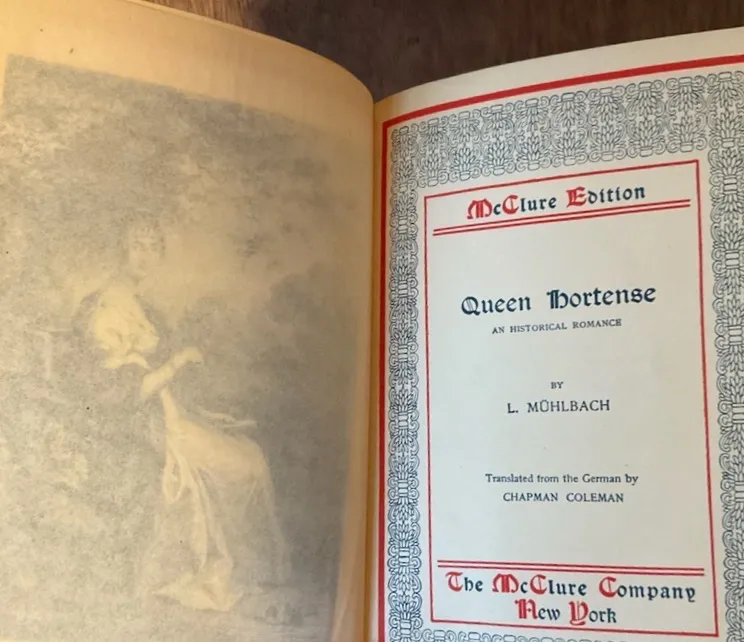 McClure Edition
Queen Hortense
AN HISTORICAL ROMANCE
BY
L. MÜHLBACH
Translated from the German by
CHAPMAN COLEMAN
The McClure Company
New York